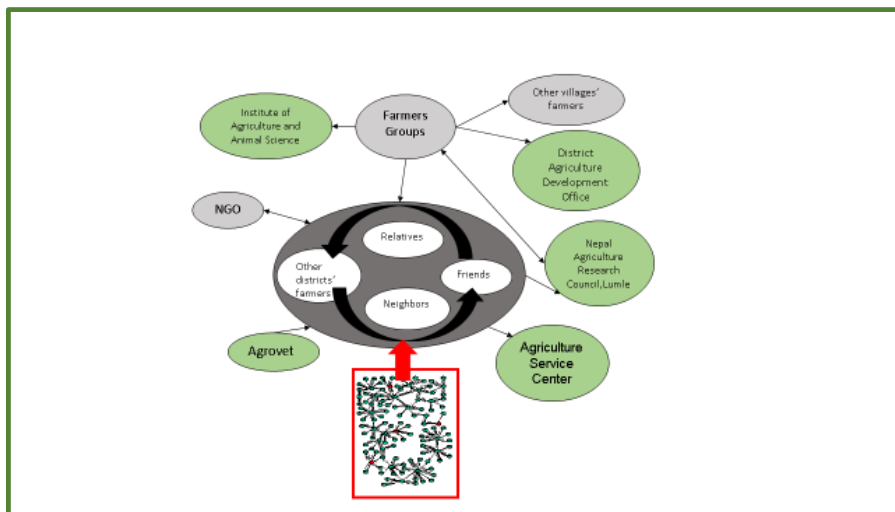 Other villages'
farmers
Institute of
Agriculture and
Animal Science
Farmers
Groups
District
Agriculture
Development
Office
NGO
Relatives
Nepal
Agriculture
Research
Council,Lumle
Other
districts'
farmers
Friends
Neighbors
Agrovet
Agriculture
Service
Center